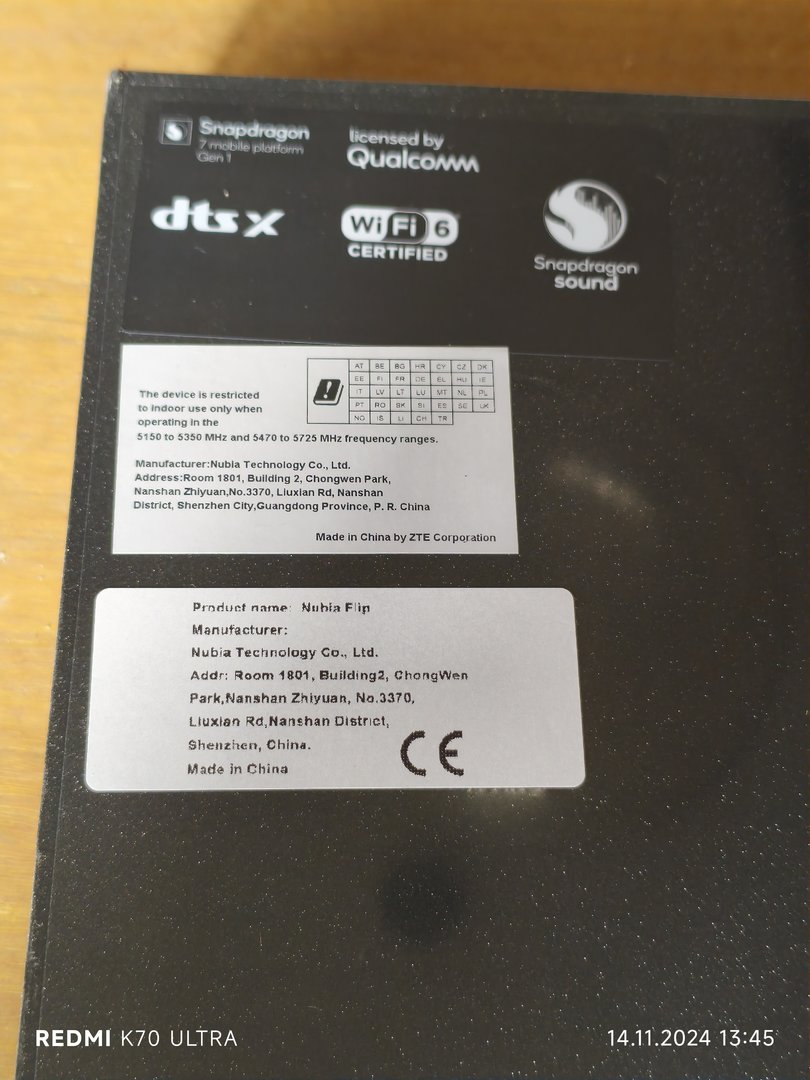 Snapdragon
7 mobile platform
Gen 1
licensed by
Qualcomm
dts X
Wi Fi 6
CERTIFIED
Snapdragon
sound
AT BE BG HR CY CZ DK
EE FI FR DE EL HU IE
IT LV LT LU MT NL PL
PT RO SK SI ES SE UK
NO IS LI CH TR
The device is restricted
to indoor use only when
operating in the
5150 to 5350 MHz and 5470 to 5725 MHz frequency ranges.
Manufacturer:Nubia Technology Co., Ltd.
Address:Room 1801, Building 2, Chongwen Park,
Nanshan Zhiyuan,No.3370, Liuxian Rd, Nanshan
District, Shenzhen City,Guangdong Province, P. R. China
Made in China by ZTE Corporation
Product name: Nubia Flip
Manufacturer:
Nubia Technology Co., Ltd.
Addr: Room 1801, Building2, ChongWen
Park,Nanshan Zhiyuan, No.3370,
Liuxian Rd,Nanshan District,
Shenzhen, China.
Made in China
CE
REDMI K70 ULTRA
14.11.2024 13:45